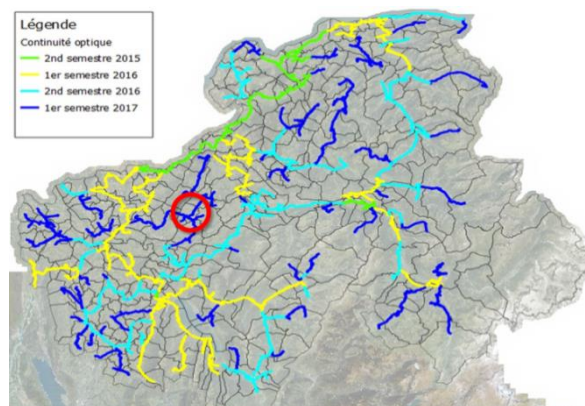 Légende
Continuité optique
2nd semestre 2015
1er semestre 2016
2nd semestre 2016
1er semestre 2017